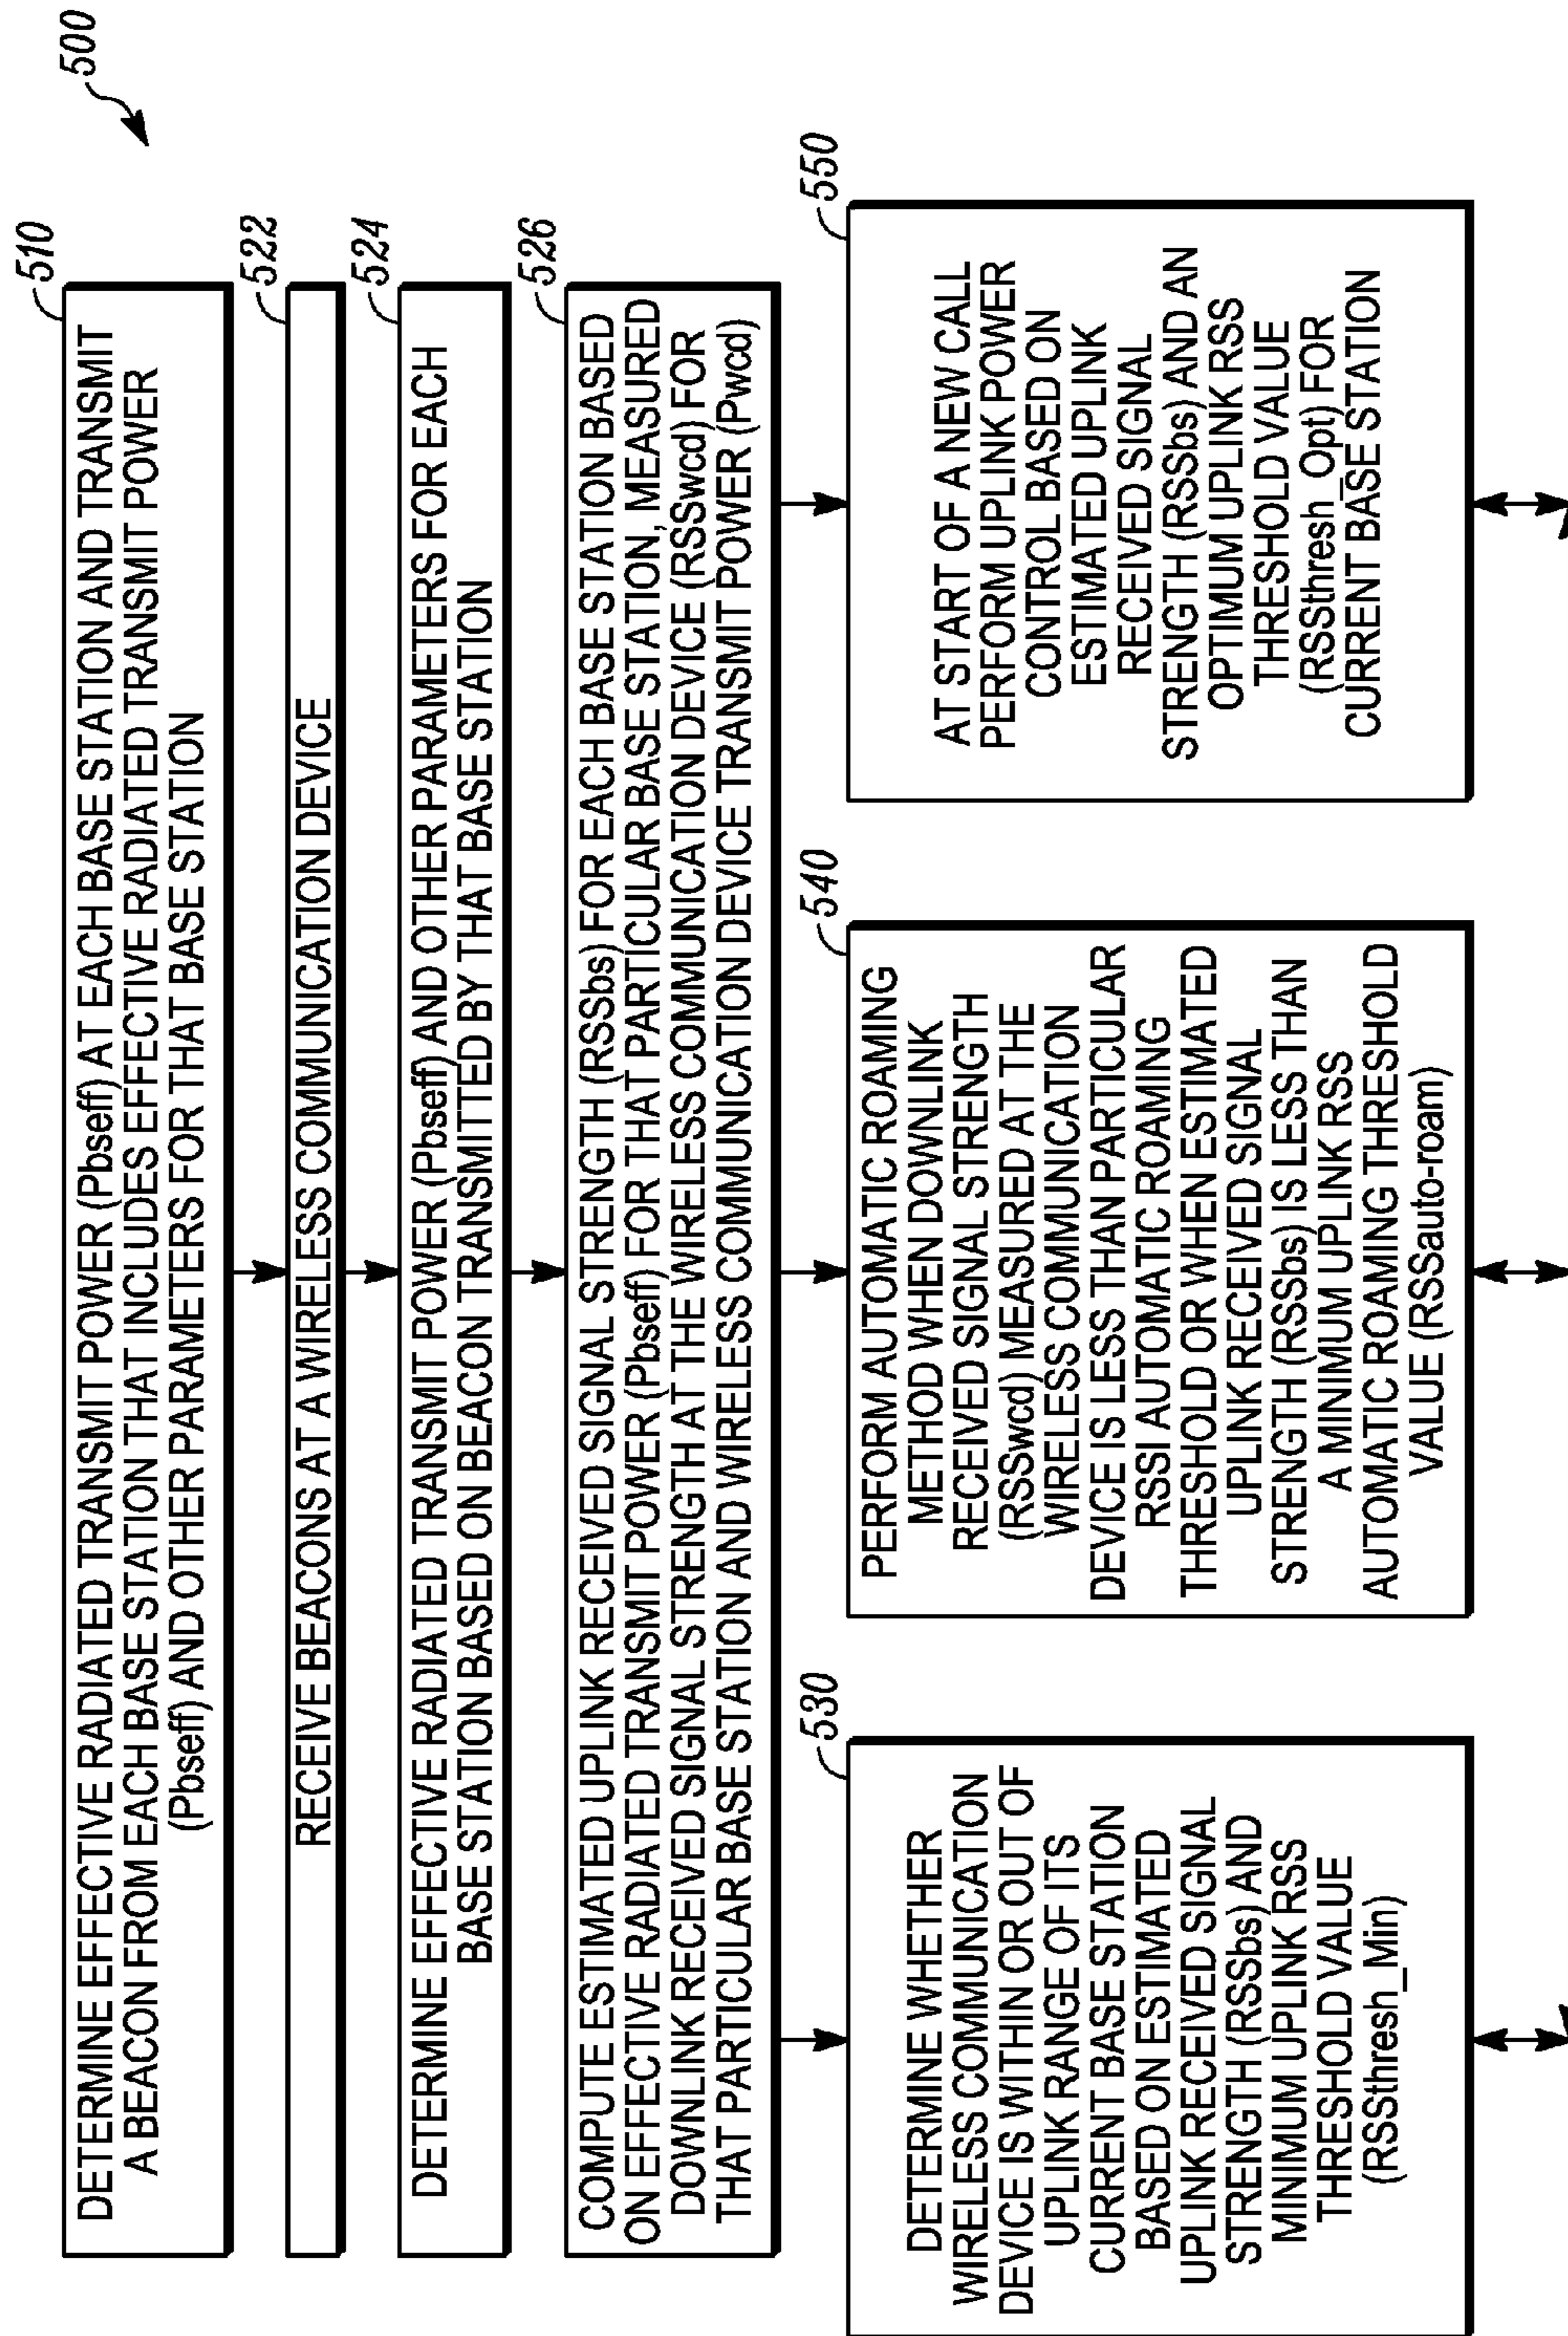 500
510
DETERMINE EFFECTIVE RADIATED TRANSMIT POWER (Pbseff) AT EACH BASE STATION AND TRANSMIT
A BEACON FROM EACH BASE STATION THAT INCLUDES EFFECTIVE RADIATED TRANSMIT POWER
(Pbseff) AND OTHER PARAMETERS FOR THAT BASE STATION
522
RECEIVE BEACONS AT A WIRELESS COMMUNICATION DEVICE
524
DETERMINE EFFECTIVE RADIATED TRANSMIT POWER (Pbseff) AND OTHER PARAMETERS FOR EACH
BASE STATION BASED ON BEACON TRANSMITTED BY THAT BASE STATION
526
COMPUTE ESTIMATED UPLINK RECEIVED SIGNAL STRENGTH (RSSbs) FOR EACH BASE STATION BASED
ON EFFECTIVE RADIATED TRANSMIT POWER (Pbseff) FOR THAT PARTICULAR BASE STATION, MEASURED
DOWNLINK RECEIVED SIGNAL STRENGTH AT THE WIRELESS COMMUNICATION DEVICE (RSSwcd) FOR
THAT PARTICULAR BASE STATION AND WIRELESS COMMUNICATION DEVICE TRANSMIT POWER (Pwcd)
530
DETERMINE WHETHER
WIRELESS COMMUNICATION
DEVICE IS WITHIN OR OUT OF
UPLINK RANGE OF ITS
CURRENT BASE STATION
BASED ON ESTIMATED
UPLINK RECEIVED SIGNAL
STRENGTH (RSSbs) AND
MINIMUM UPLINK RSS
THRESHOLD VALUE
(RSSthresh_Min)
540
PERFORM AUTOMATIC ROAMING
METHOD WHEN DOWNLINK
RECEIVED SIGNAL STRENGTH
(RSSwcd) MEASURED AT THE
WIRELESS COMMUNICATION
DEVICE IS LESS THAN PARTICULAR
RSSI AUTOMATIC ROAMING
THRESHOLD OR WHEN ESTIMATED
UPLINK RECEIVED SIGNAL
STRENGTH (RSSbs) IS LESS THAN
A MINIMUM UPLINK RSS
AUTOMATIC ROAMING THRESHOLD
VALUE (RSSauto-roam)
550
AT START OF A NEW CALL
PERFORM UPLINK POWER
CONTROL BASED ON
ESTIMATED UPLINK
RECEIVED SIGNAL
STRENGTH (RSSbs) AND AN
OPTIMUM UPLINK RSS
THRESHOLD VALUE
(RSSthresh_Opt) FOR
CURRENT BASE STATION